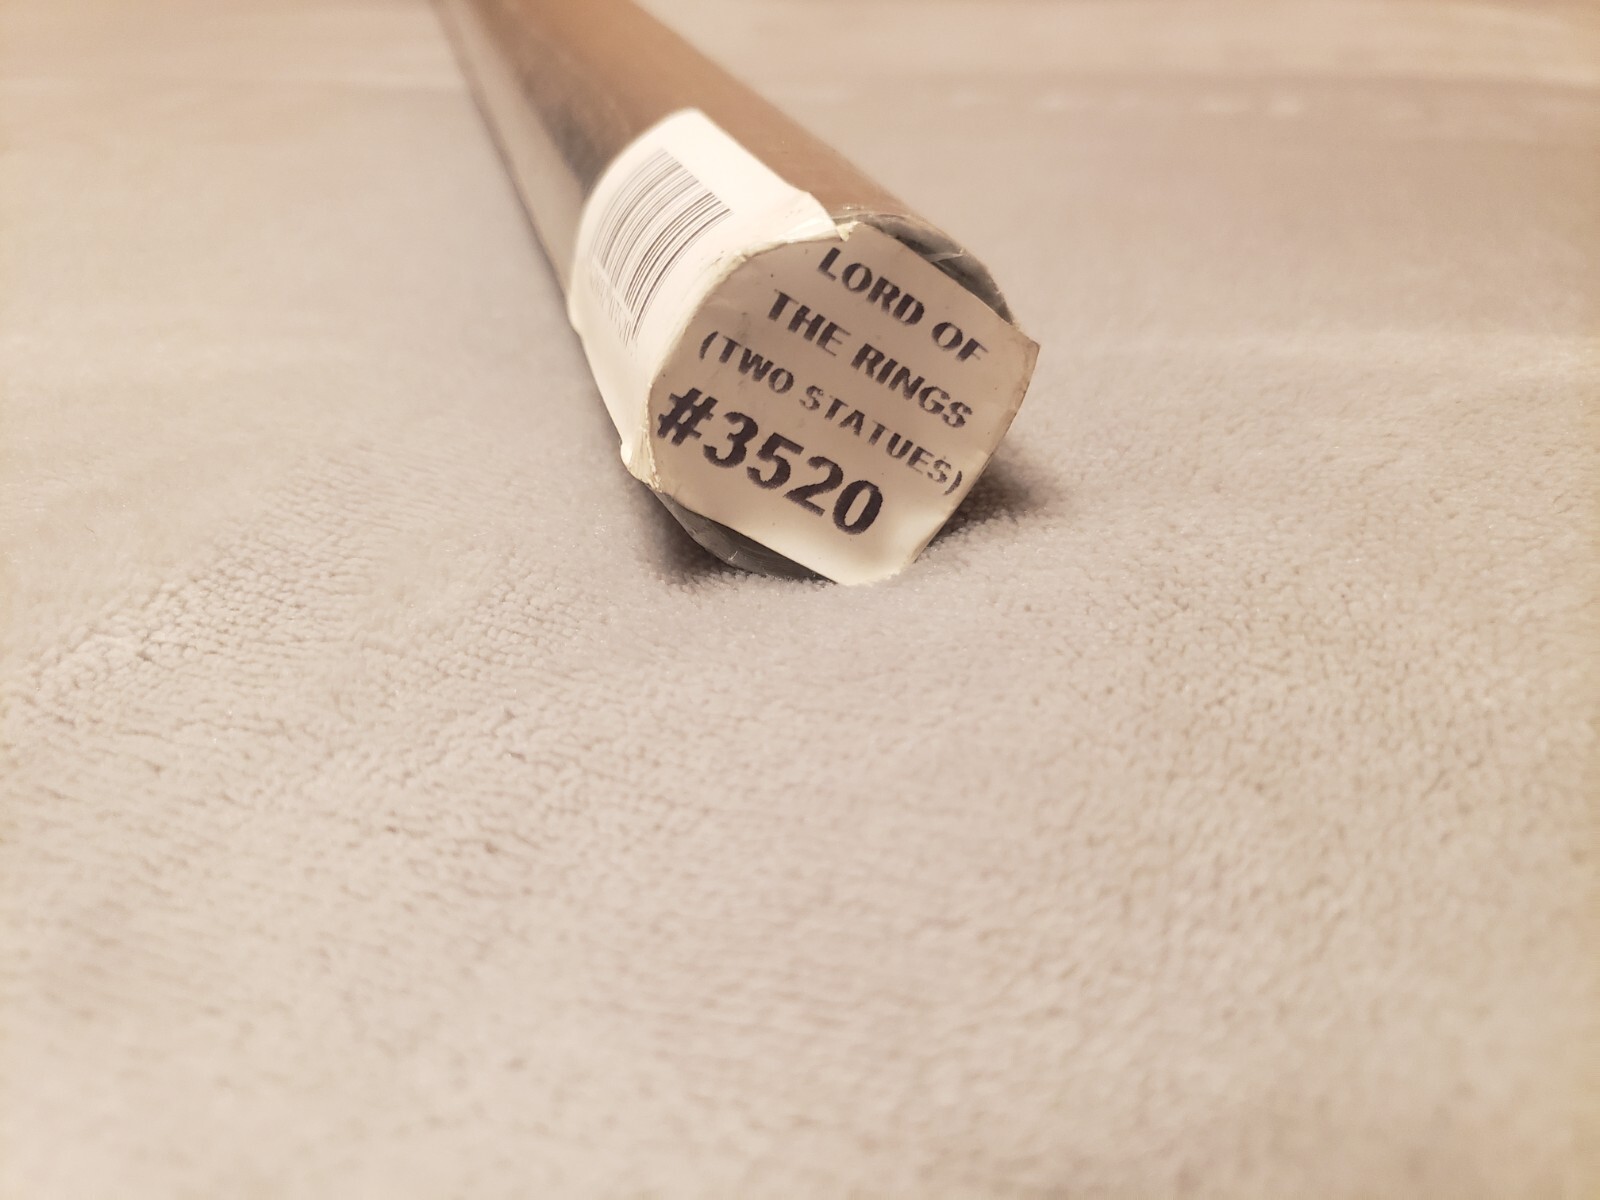 LORD OF
THE RINGS
(TWO STATUES)
#3520